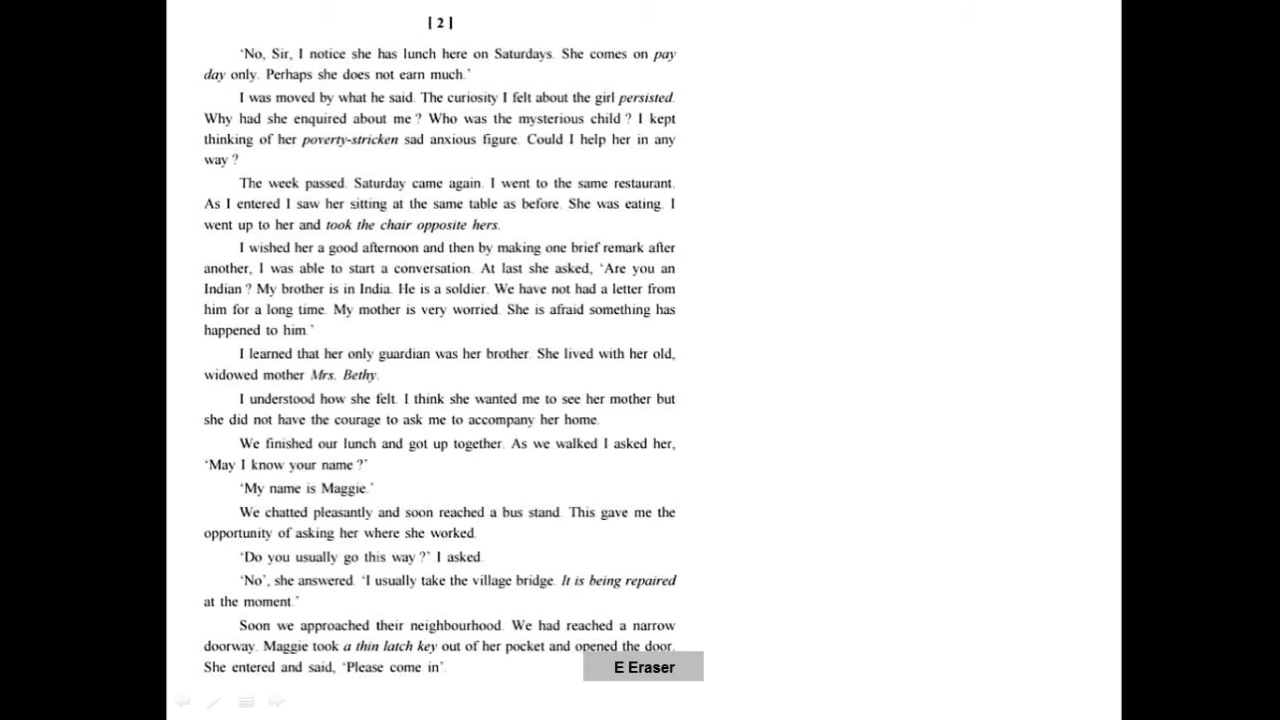 [ 2 ]
‘No, Sir, I notice she has lunch here on Saturdays. She comes on pay
day only. Perhaps she does not earn much.’
I was moved by what he said. The curiosity I felt about the girl persisted.
Why had she enquired about me ? Who was the mysterious child ? I kept
thinking of her poverty-stricken sad anxious figure. Could I help her in any
way ?
The week passed. Saturday came again. I went to the same restaurant.
As I entered I saw her sitting at the same table as before. She was eating. I
went up to her and took the chair opposite hers.
I wished her a good afternoon and then by making one brief remark after
another, I was able to start a conversation. At last she asked, ‘Are you an
Indian ? My brother is in India. He is a soldier. We have not had a letter from
him for a long time. My mother is very worried. She is afraid something has
happened to him.’
I learned that her only guardian was her brother. She lived with her old,
widowed mother Mrs. Bethy.
I understood how she felt. I think she wanted me to see her mother but
she did not have the courage to ask me to accompany her home.
We finished our lunch and got up together. As we walked I asked her,
‘May I know your name ?’
‘My name is Maggie.’
We chatted pleasantly and soon reached a bus stand. This gave me the
opportunity of asking her where she worked.
‘Do you usually go this way ?’ I asked.
‘No’, she answered. ‘I usually take the village bridge. It is being repaired
at the moment.’
Soon we approached their neighbourhood. We had reached a narrow
doorway. Maggie took a thin latch key out of her pocket and opened the door.
She entered and said, ‘Please come in’.
E Eraser